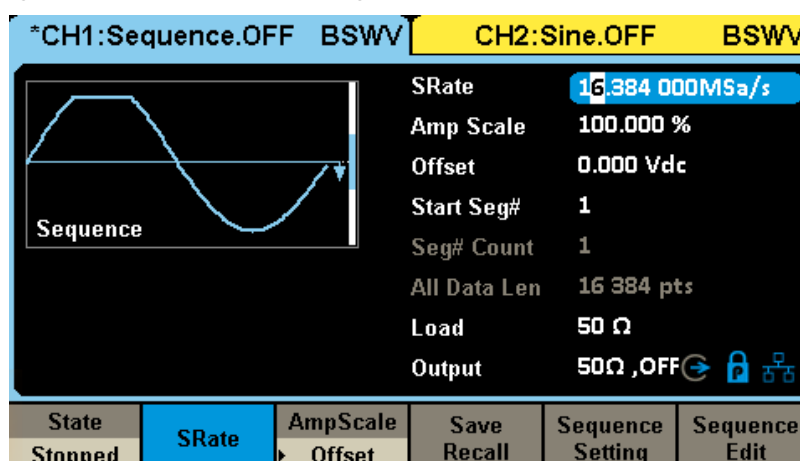 *CH1:Sequence.OFF BSWV CH2:Sine.OFF BSWV
SRate 16.384 000MSa/s
Amp Scale 100.000 %
Offset 0.000 Vdc
Start Seg# 1
Sequence
Seg# Count 1
All Data Len 16 384 pts
Load 50 Ω
Output 50Ω ,OFF
State
Stopped
SRate
AmpScale
Offset
Save
Recall
Sequence
Setting
Sequence
Edit